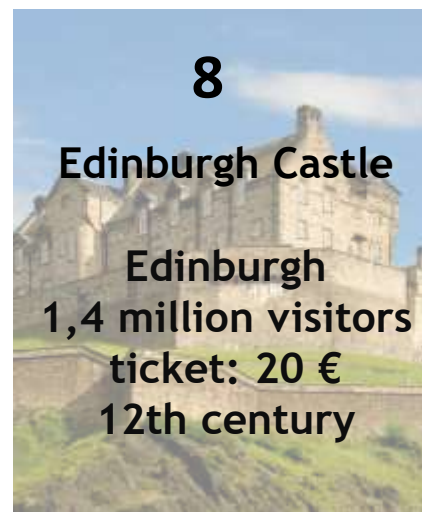 8
Edinburgh Castle
Edinburgh
1,4 million visitors
ticket: 20 €
12th century